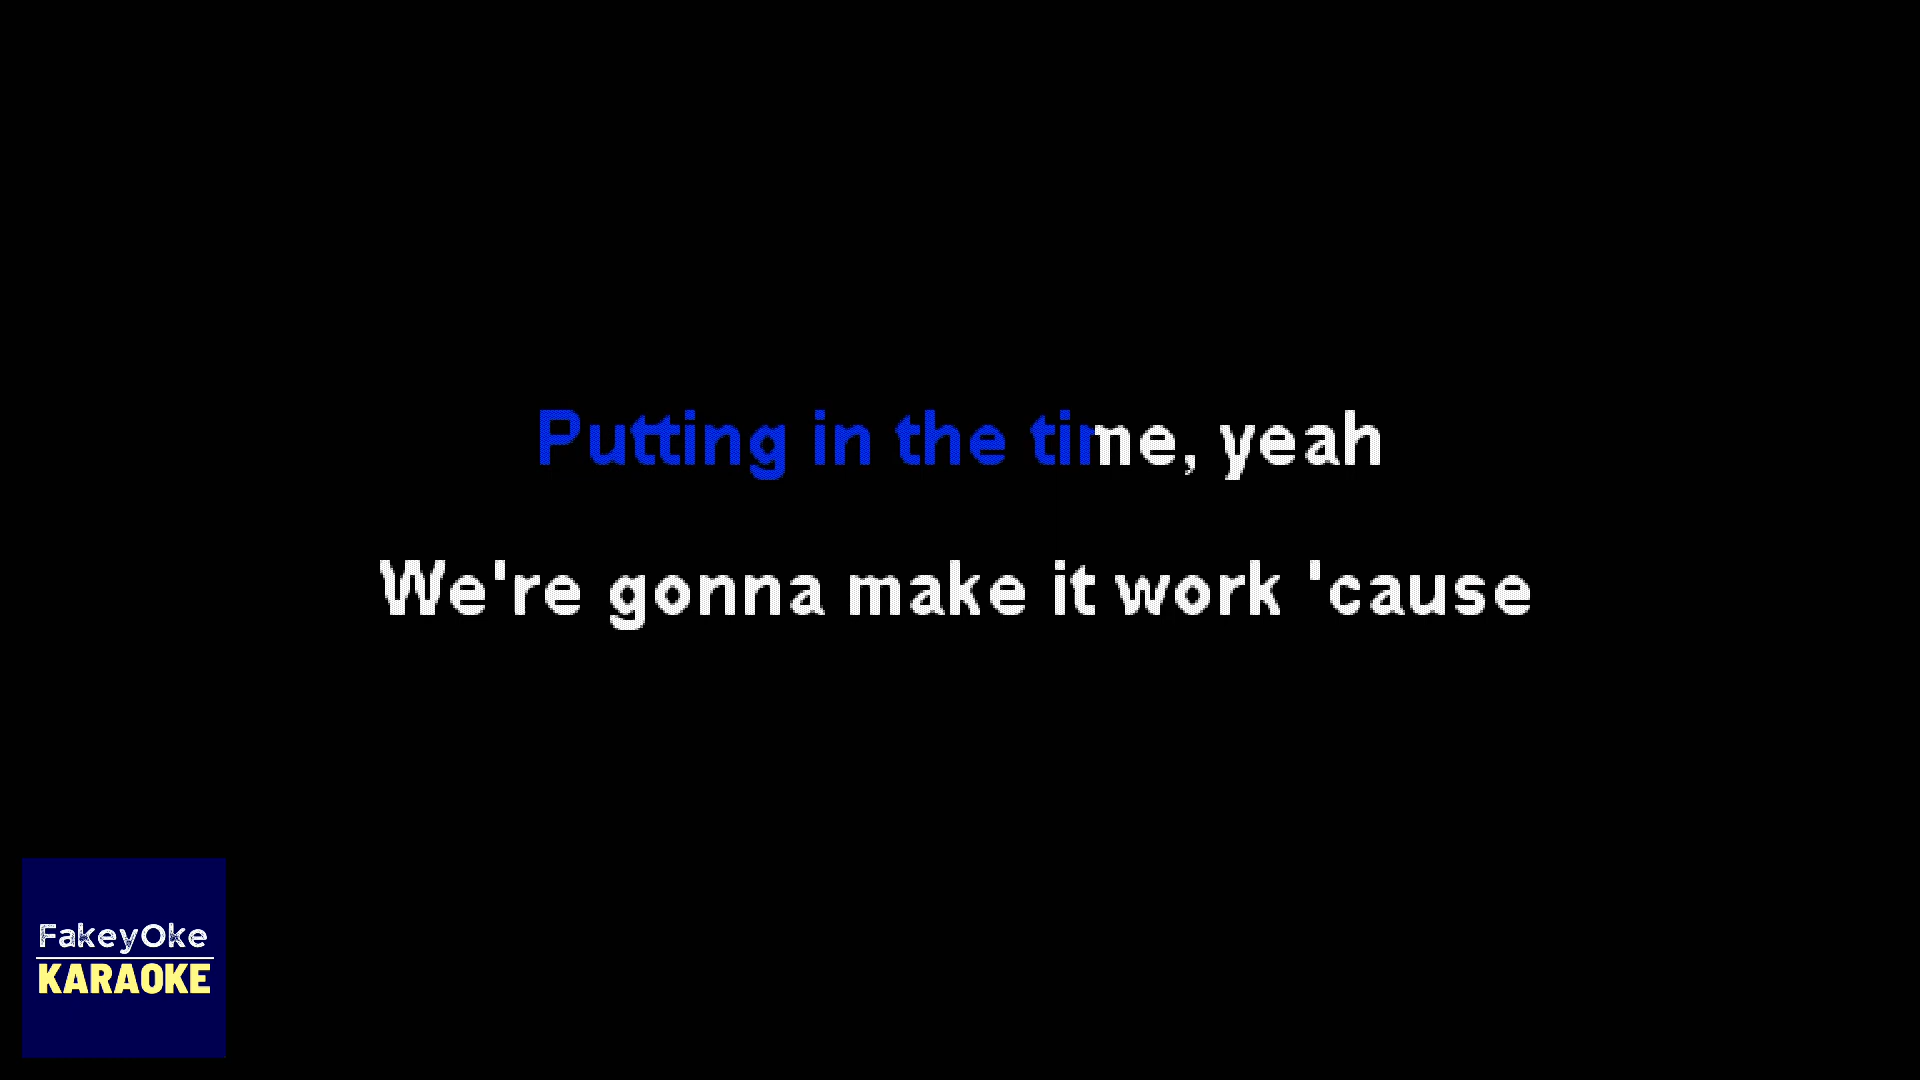 Putting in the time, yeah
We're gonna make it work 'cause
FakeyOke
KARAOKE